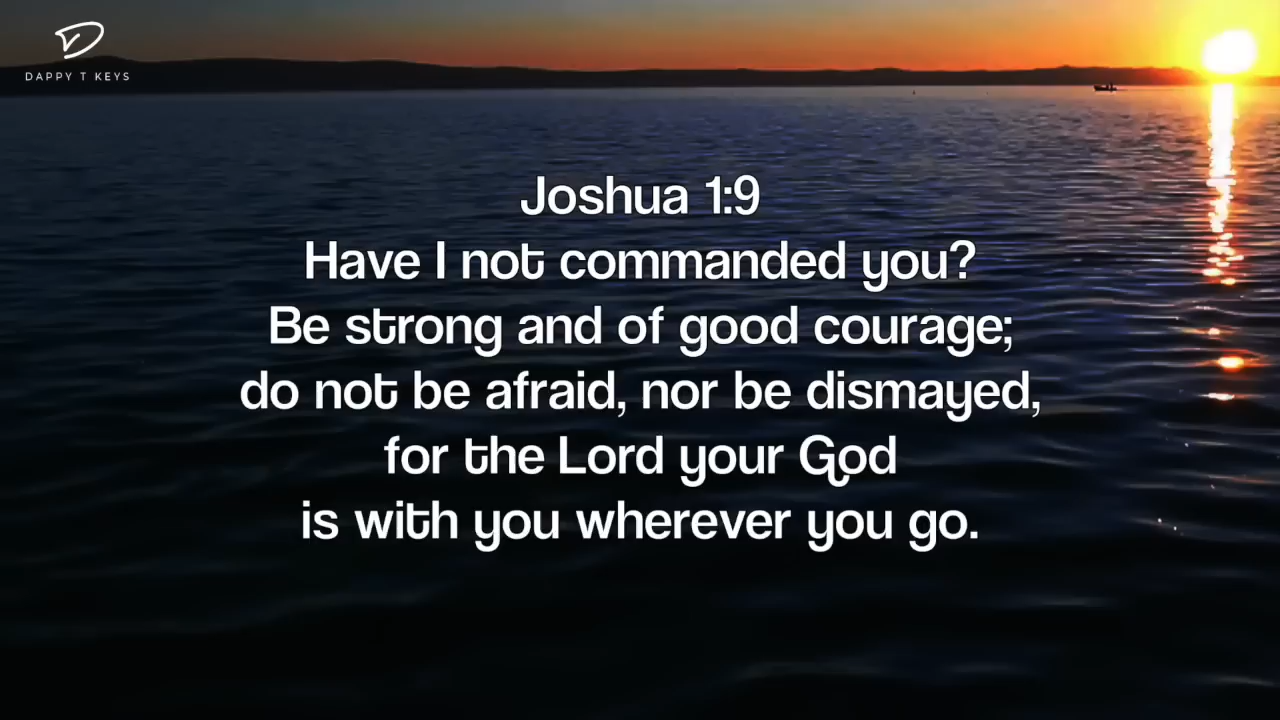 DAPPY T KEYS
Joshua 1:9
Have I not commanded you?
Be strong and of good courage;
do not be afraid, nor be dismayed,
for the Lord your God
is with you wherever you go.